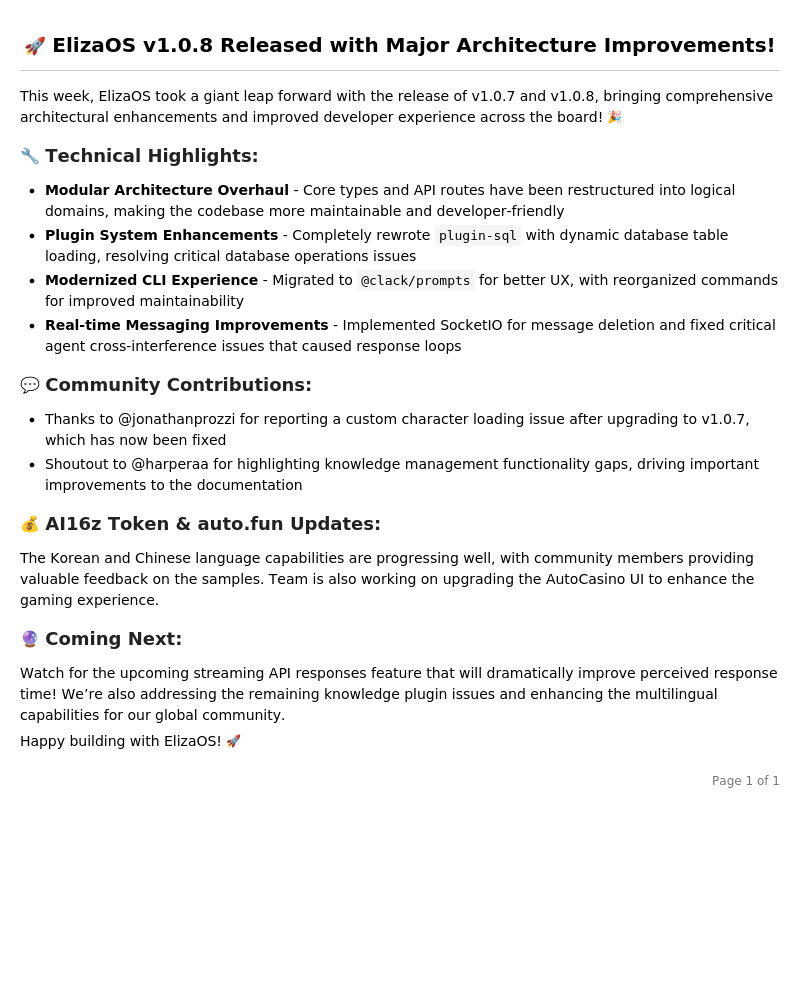 🚀 ElizaOS v1.0.8 Released with Major Architecture Improvements!
This week, ElizaOS took a giant leap forward with the release of v1.0.7 and v1.0.8, bringing comprehensive
architectural enhancements and improved developer experience across the board! 🎉
🔧 Technical Highlights:
• Modular Architecture Overhaul - Core types and API routes have been restructured into logical
domains, making the codebase more maintainable and developer-friendly
• Plugin System Enhancements - Completely rewrote plugin-sql with dynamic database table
loading, resolving critical database operations issues
• Modernized CLI Experience - Migrated to @clack/prompts for better UX, with reorganized commands
for improved maintainability
• Real-time Messaging Improvements - Implemented SocketIO for message deletion and fixed critical
agent cross-interference issues that caused response loops
💬 Community Contributions:
• Thanks to @jonathanprozzi for reporting a custom character loading issue after upgrading to v1.0.7,
which has now been fixed
• Shoutout to @harperaa for highlighting knowledge management functionality gaps, driving important
improvements to the documentation
💰 AI16z Token & auto.fun Updates:
The Korean and Chinese language capabilities are progressing well, with community members providing
valuable feedback on the samples. Team is also working on upgrading the AutoCasino UI to enhance the
gaming experience.
🔮 Coming Next:
Watch for the upcoming streaming API responses feature that will dramatically improve perceived response
time! We’re also addressing the remaining knowledge plugin issues and enhancing the multilingual
capabilities for our global community.
Happy building with ElizaOS! 🚀
Page 1 of 1